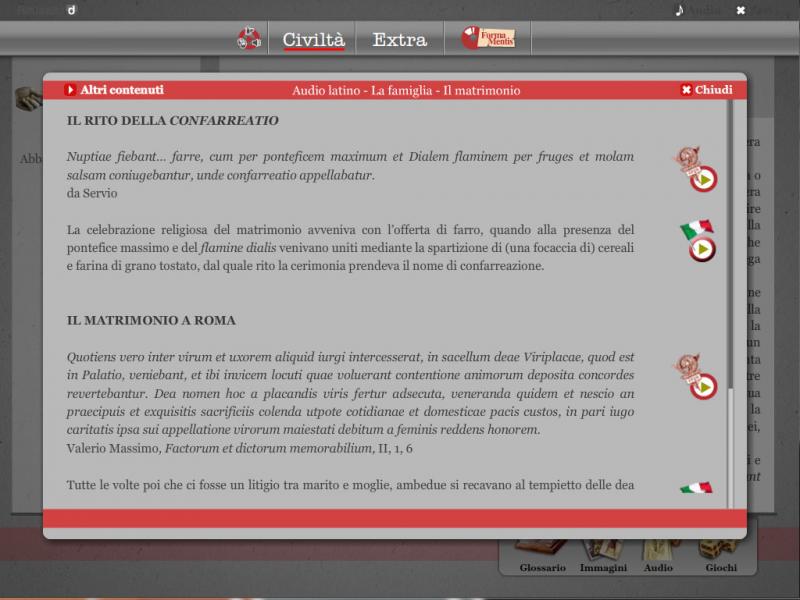 Civiltà
Extra
Forma
Mentis
Altri contenuti
Audio latino - La famiglia - Il matrimonio
Chiudi
IL RITO DELLA CONFARREATIO
Nuptiae fiebant... farre, cum per ponteficem maximum et Dialem flaminem per fruges et molam
salsam coniugebantur, unde confarreatio appellabatur.
da Servio
La celebrazione religiosa del matrimonio avveniva con l'offerta di farro, quando alla presenza del
pontefice massimo e del flamine dialis venivano uniti mediante la spartizione di (una focaccia di) cereali
e farina di grano tostato, dal quale rito la cerimonia prendeva il nome di confarreazione.
IL MATRIMONIO A ROMA
Quotiens vero inter virum et uxorem aliquid iurgi intercesserat, in sacellum deae Viriplacae, quod est
in Palatio, veniebant, et ibi invicem locuti quae voluerant contentione animorum deposita concordes
revertebantur. Dea nomen hoc a placandis viris fertur adsecuta, veneranda quidem et nescio an
praecipuis et exquisitis sacrificiis colenda utpote cotidianae et domesticae pacis custos, in pari iugo
caritatis ipsa sui appellatione virorum maiestati debitum a feminis reddens honorem.
Valerio Massimo, Factorum et dictorum memorabilium, II, 1, 6
Tutte le volte poi che ci fosse un litigio tra marito e moglie, ambedue si recavano al tempietto delle dea
Glossario
Immagini
Audio
Giochi